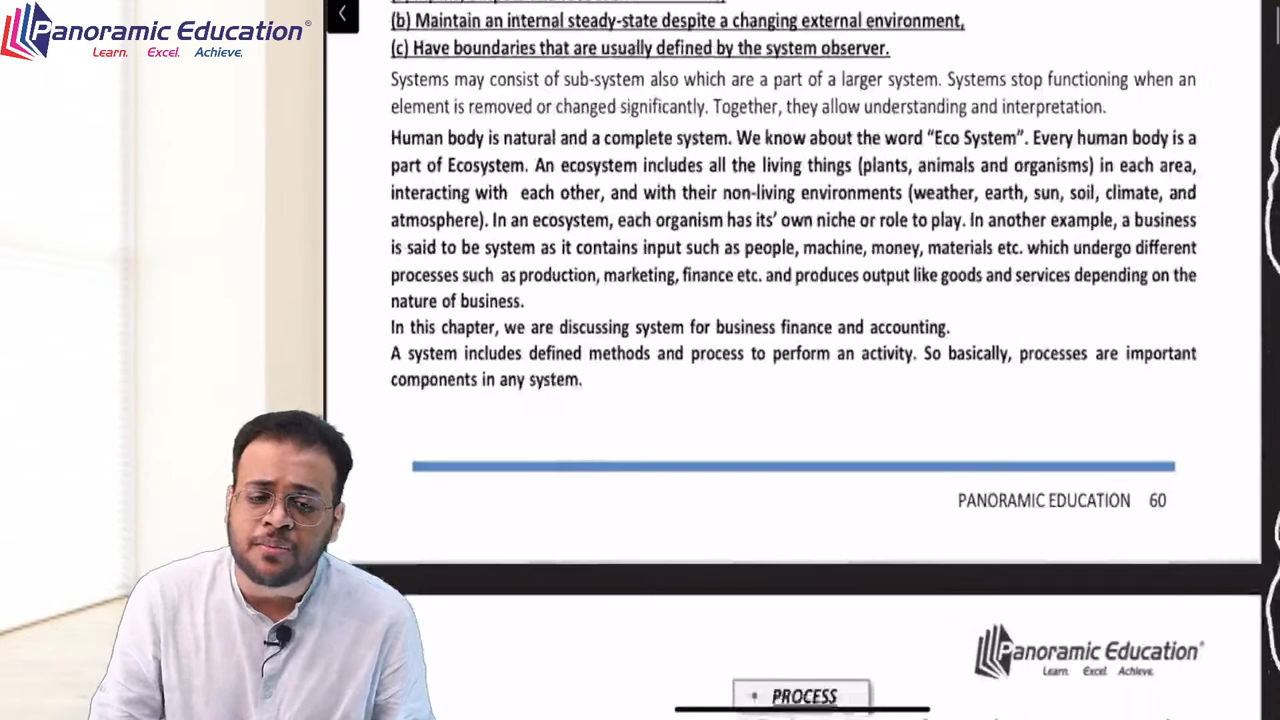 Panoramic Education®
Learn. Excel. Achieve.
(b) Maintain an internal steady-state despite a changing external environment,
(c) Have boundaries that are usually defined by the system observer.
Systems may consist of sub-system also which are a part of a larger system. Systems stop functioning when an
element is removed or changed significantly. Together, they allow understanding and interpretation.
Human body is natural and a complete system. We know about the word “Eco System”. Every human body is a
part of Ecosystem. An ecosystem includes all the living things (plants, animals and organisms) in each area,
interacting with each other, and with their non-living environments (weather, earth, sun, soil, climate, and
atmosphere). In an ecosystem, each organism has its’ own niche or role to play. In another example, a business
is said to be system as it contains input such as people, machine, money, materials etc. which undergo different
processes such as production, marketing, finance etc. and produces output like goods and services depending on the
nature of business.
In this chapter, we are discussing system for business finance and accounting.
A system includes defined methods and process to perform an activity. So basically, processes are important
components in any system.
PANORAMIC EDUCATION 60
Panoramic Education®
Learn. Excel. Achieve.
PROCESS